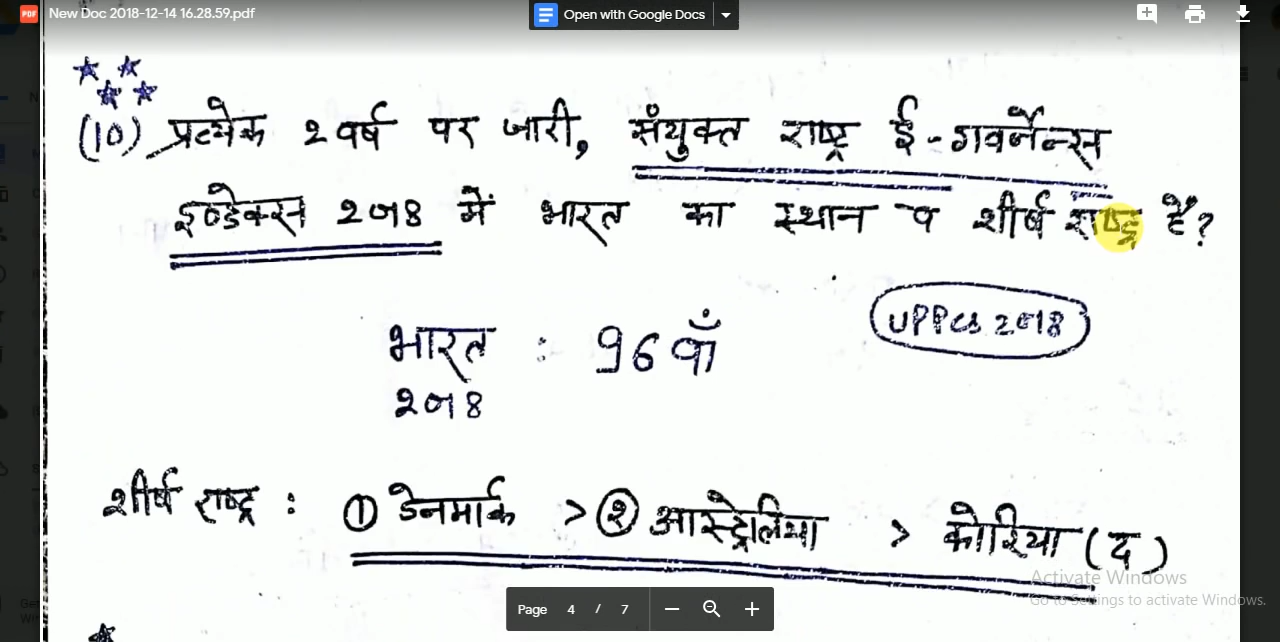 PDF New Doc 2018-12-14 16.28.59.pdf
Open with Google Docs
(10) प्रत्येक 2 वर्ष पर जारी, संयुक्त राष्ट्र ई-गवर्नेन्स
इण्डेक्स 2018 में भारत का स्थान व शीर्ष राष्ट्र हैं?
UPPCS 2018
भारत : 96वाँ
2018
शीर्ष राष्ट्र : ① डेनमार्क > ② आस्ट्रेलिया > कोरिया (द)
Activate Windows
Go to Settings to activate Windows.
Page 4 / 7